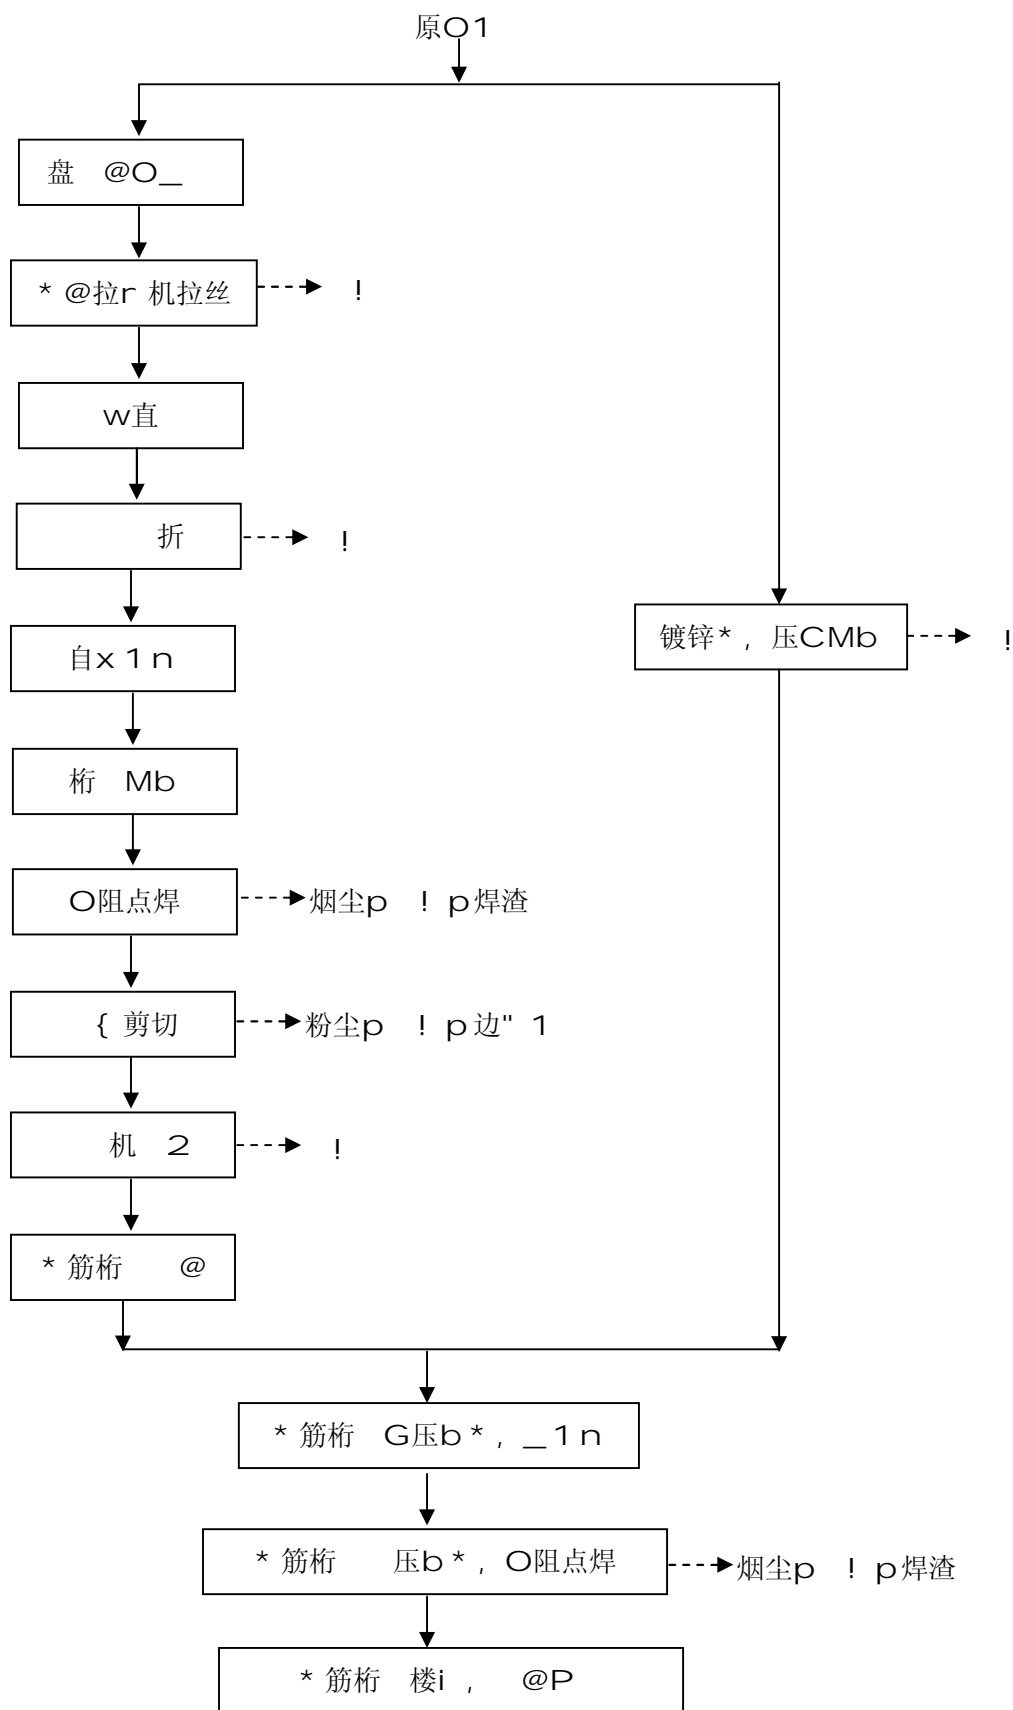 原O1
盘 @O_
* @拉r 机拉丝 !
w直
折 !
自x 1 n
镀锌* , 压CMb !
桁 Mb
O阻点焊 烟尘p ! p焊渣
{ 剪切 粉尘p ! p边" 1
机 2 !
* 筋桁 @
* 筋桁 G压b * , _1 n
* 筋桁 压b * , O阻点焊 烟尘p ! p焊渣
* 筋桁 楼i , @P